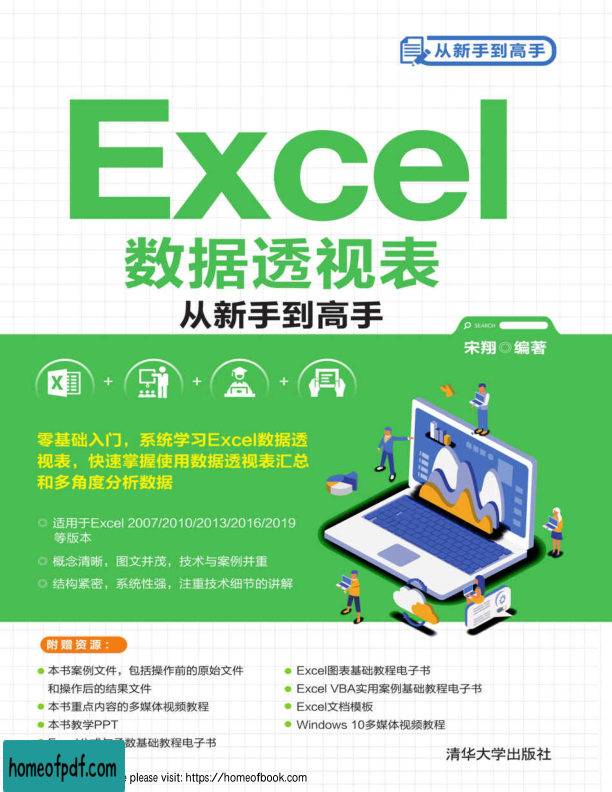 从新手到高手
Excel
数据透视表
从新手到高手
SEARCH
宋翔◎编著
零基础入门，系统学习Excel数据透
视表，快速掌握使用数据透视表汇总
和多角度分析数据
◎ 适用于Excel 2007/2010/2013/2016/2019
等版本
◎ 概念清晰，图文并茂，技术与案例并重
◎ 结构紧密，系统性强，注重技术细节的讲解
附赠资源：
● 本书案例文件，包括操作前的原始文件
和操作后的结果文件
● 本书重点内容的多媒体视频教程
● 本书教学PPT
数基础教程电子书
● Excel图表基础教程电子书
● Excel VBA实用案例基础教程电子书
● Excel文档模板
● Windows 10多媒体视频教程
清华大学出版社
homeofpdf.com
please visit: https://homeofbook.com